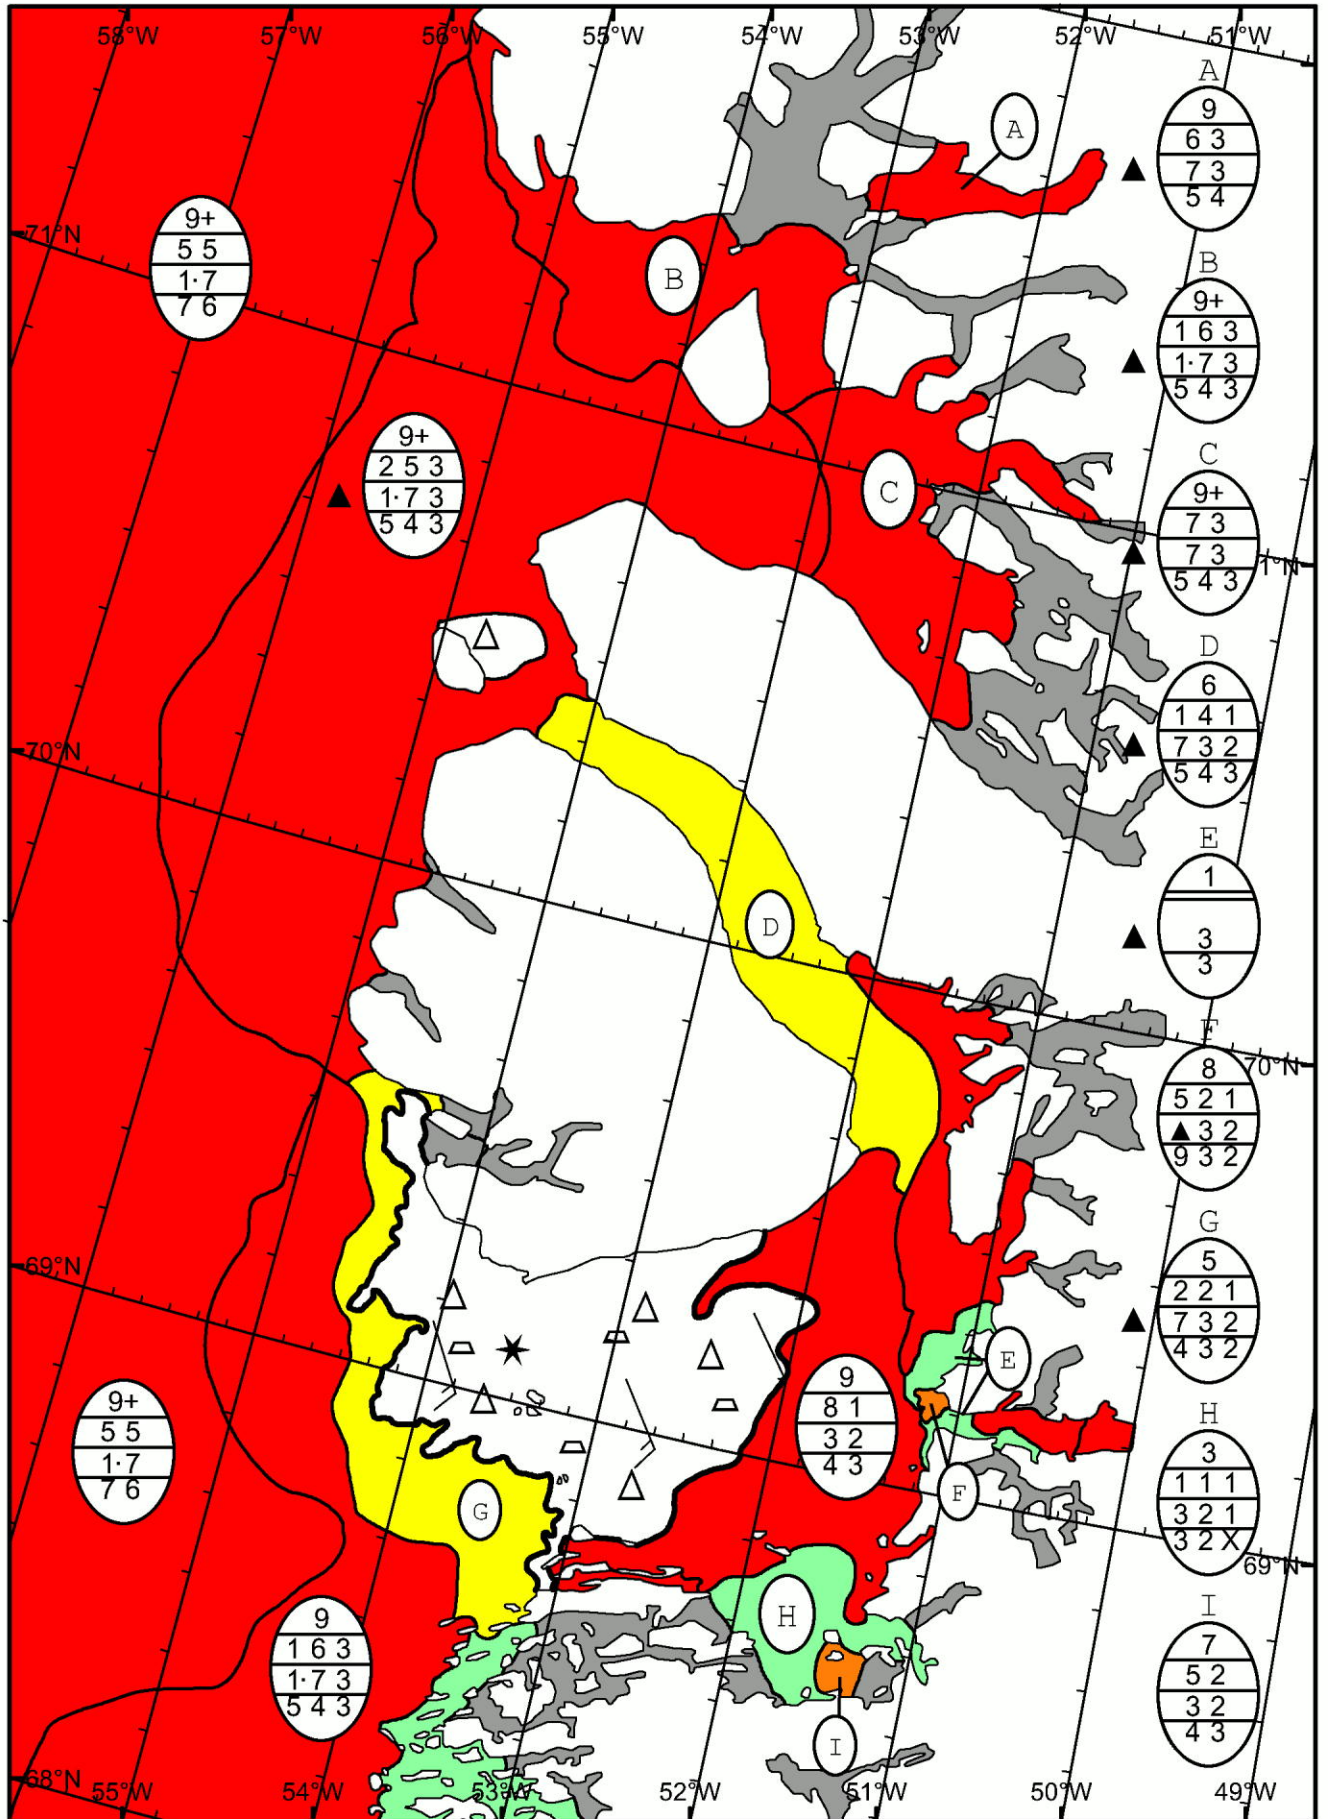 58°W 57°W 56°W 55°W 54°W 53°W 52°W 51°W
A
9
6 3
7 3
5 4
A
9+
5 5
1·7
7 6
71°N
B
B
9+
1 6 3
1·7 3
5 4 3
9+
2 5 3
1·7 3
5 4 3
C
C
9+
7 3
7 3
5 4 3
1°N
D
6
1 4 1
7 3 2
5 4 3
70°N
E
1
3
3
D
F
8
5 2 1
3 2
9 3 2
70°N
G
5
2 2 1
7 3 2
4 3 2
69°N
E
9
8 1
3 2
4 3
9+
5 5
1·7
7 6
H
3
1 1 1
3 2 1
3 2 X
F
G
69°N
H
I
7
5 2
3 2
4 3
9
1 6 3
1·7 3
5 4 3
I
68°N
55°W 54°W 53°W 52°W 51°W 50°W 49°W